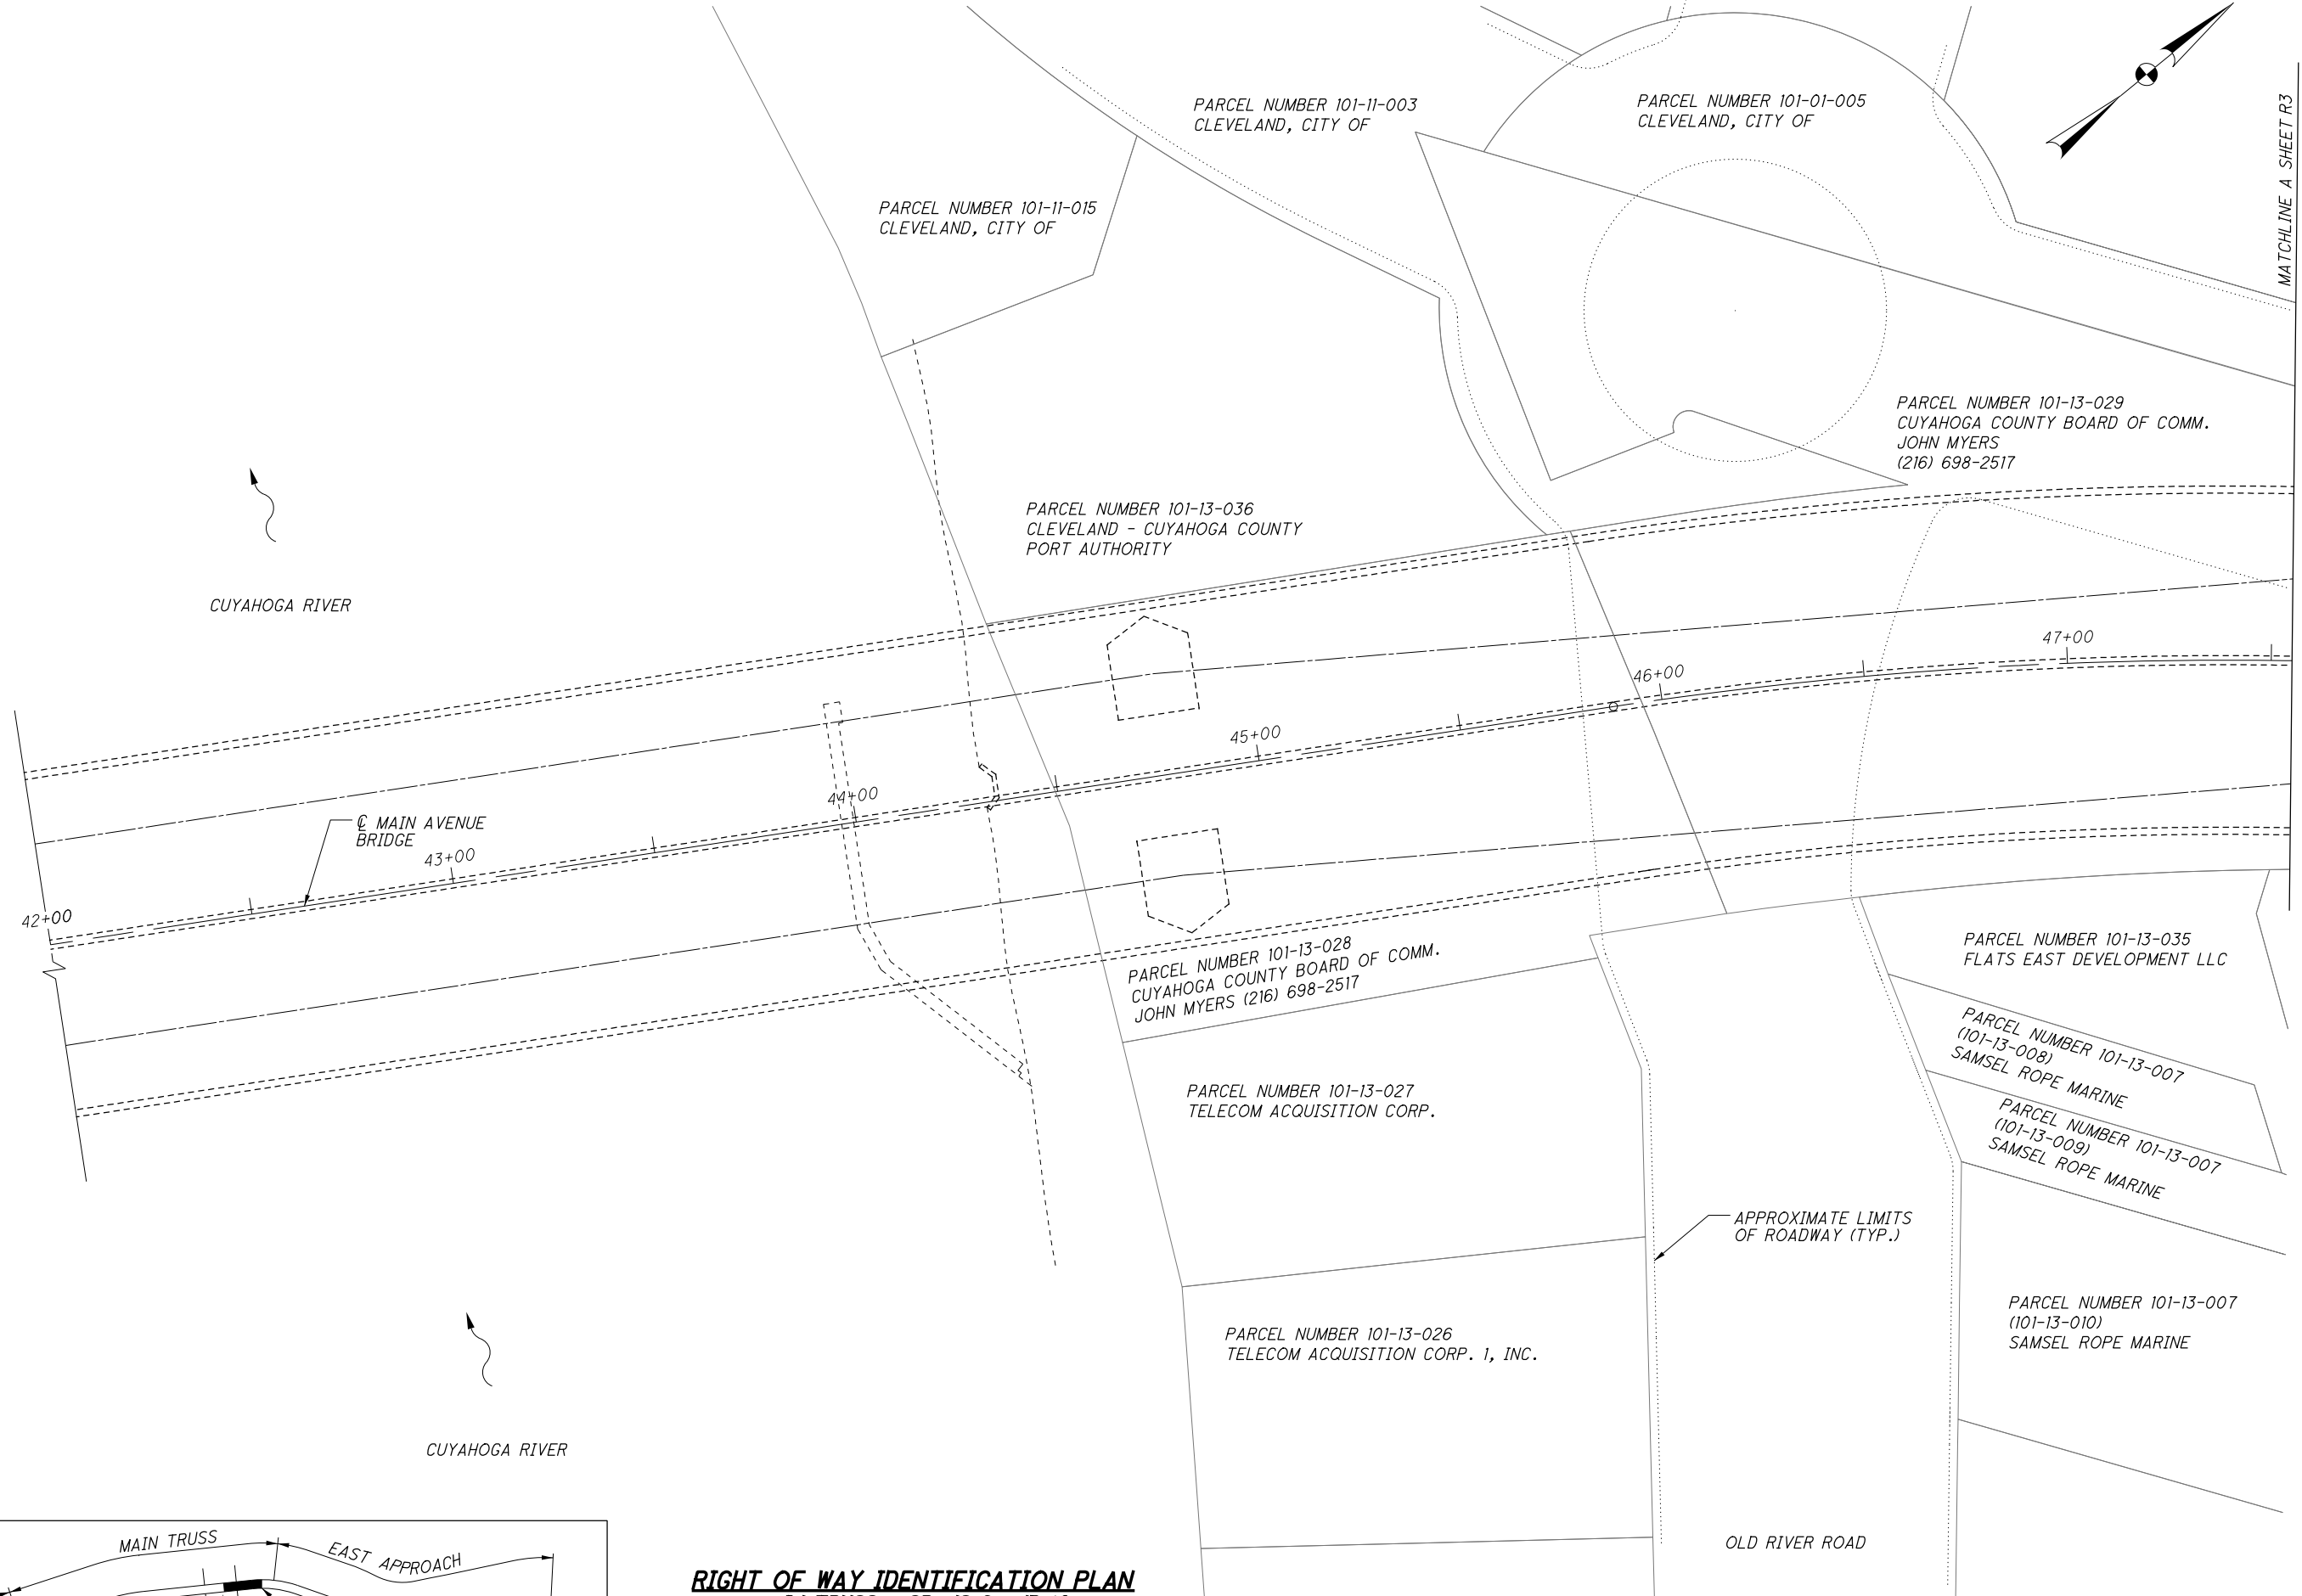 PARCEL NUMBER 101-11-003
CLEVELAND, CITY OF
PARCEL NUMBER 101-01-005
CLEVELAND, CITY OF
MATCHLINE A SHEET R3
PARCEL NUMBER 101-11-015
CLEVELAND, CITY OF
PARCEL NUMBER 101-13-029
CUYAHOGA COUNTY BOARD OF COMM.
JOHN MYERS
(216) 698-2517
PARCEL NUMBER 101-13-036
CLEVELAND - CUYAHOGA COUNTY
PORT AUTHORITY
CUYAHOGA RIVER
47+00
46+00
45+00
44+00
℄ MAIN AVENUE
BRIDGE
43+00
42+00
PARCEL NUMBER 101-13-028
CUYAHOGA COUNTY BOARD OF COMM.
JOHN MYERS (216) 698-2517
PARCEL NUMBER 101-13-035
FLATS EAST DEVELOPMENT LLC
PARCEL NUMBER 101-13-007
(101-13-008)
SAMSEL ROPE MARINE
PARCEL NUMBER 101-13-027
TELECOM ACQUISITION CORP.
PARCEL NUMBER 101-13-007
(101-13-009)
SAMSEL ROPE MARINE
APPROXIMATE LIMITS
OF ROADWAY (TYP.)
PARCEL NUMBER 101-13-007
(101-13-010)
SAMSEL ROPE MARINE
PARCEL NUMBER 101-13-026
TELECOM ACQUISITION CORP. 1, INC.
CUYAHOGA RIVER
OLD RIVER ROAD
MAIN TRUSS
EAST APPROACH
RIGHT OF WAY IDENTIFICATION PLAN